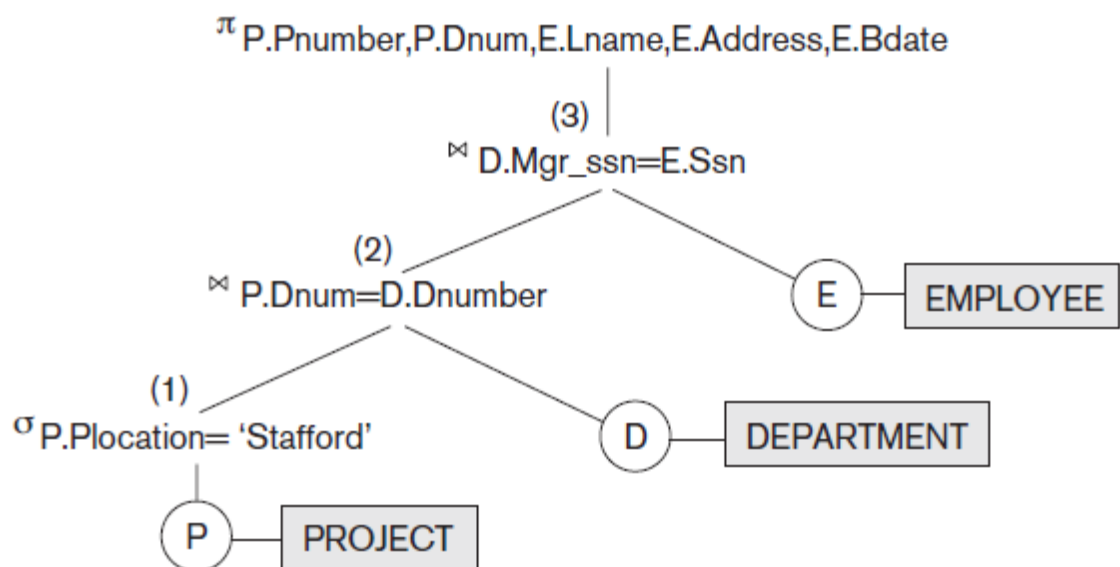 π P.Pnumber,P.Dnum,E.Lname,E.Address,E.Bdate
(3)
⋈ D.Mgr_ssn=E.Ssn
(2)
⋈ P.Dnum=D.Dnumber
E
EMPLOYEE
(1)
σ P.Plocation= ‘Stafford’
D
DEPARTMENT
P
PROJECT